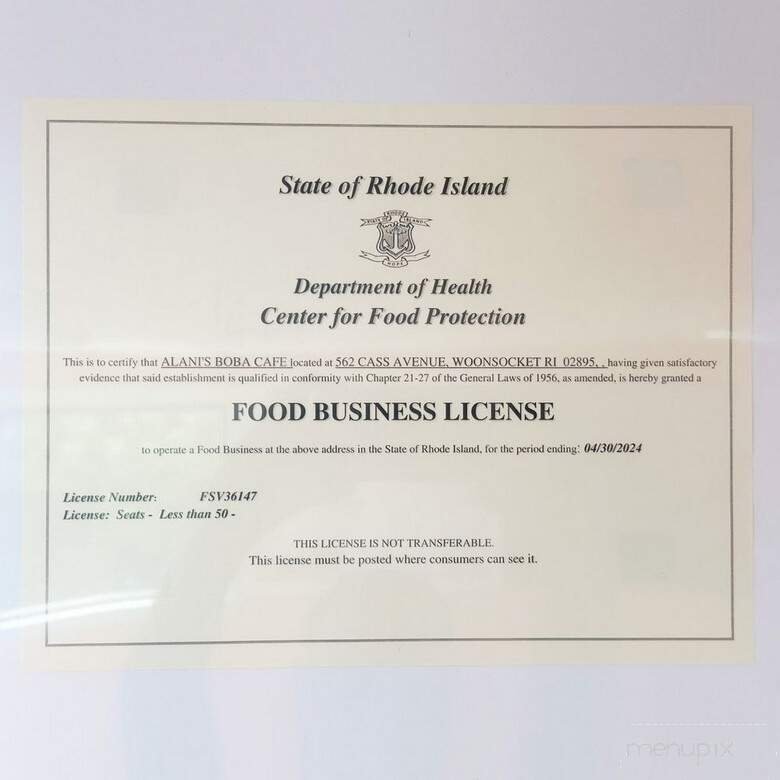 State of Rhode Island
RHODE
STATE OF ISLAND
HOPE
Department of Health
Center for Food Protection
This is to certify that ALANI'S BOBA CAFE located at 562 CASS AVENUE, WOONSOCKET RI 02895, , having given satisfactory
evidence that said establishment is qualified in conformity with Chapter 21-27 of the General Laws of 1956, as amended, is hereby granted a
FOOD BUSINESS LICENSE
to operate a Food Business at the above address in the State of Rhode Island, for the period ending: 04/30/2024
License Number: FSV36147
License: Seats - Less than 50 -
THIS LICENSE IS NOT TRANSFERABLE.
This license must be posted where consumers can see it.
menupix